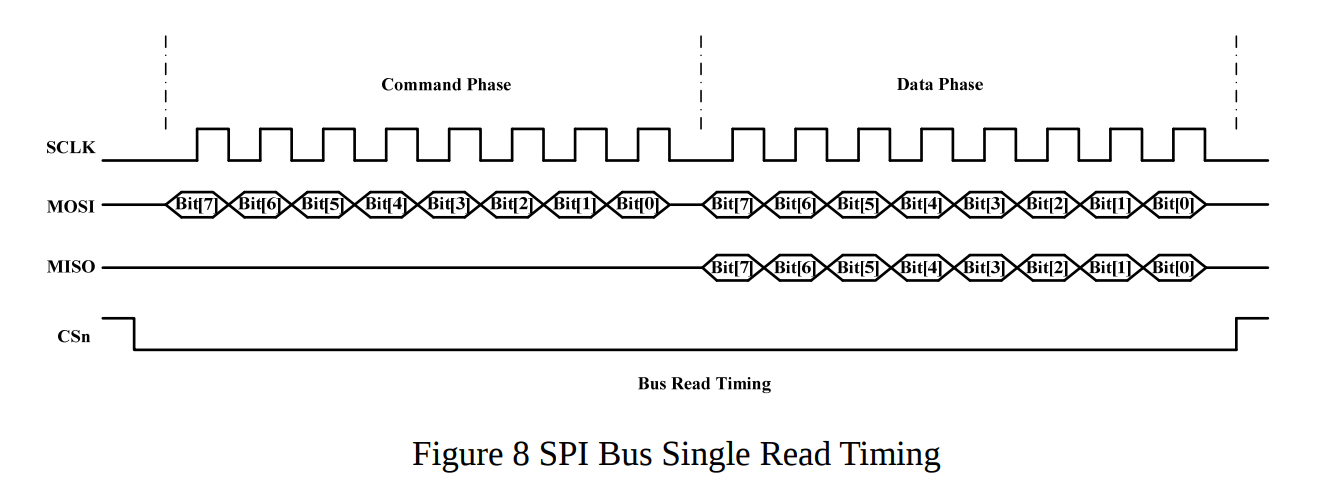 Command Phase Data Phase
SCLK
MOSI Bit[7] Bit[6] Bit[5] Bit[4] Bit[3] Bit[2] Bit[1] Bit[0] Bit[7] Bit[6] Bit[5] Bit[4] Bit[3] Bit[2] Bit[1] Bit[0]
MISO Bit[7] Bit[6] Bit[5] Bit[4] Bit[3] Bit[2] Bit[1] Bit[0]
CSn
Bus Read Timing
Figure 8 SPI Bus Single Read Timing